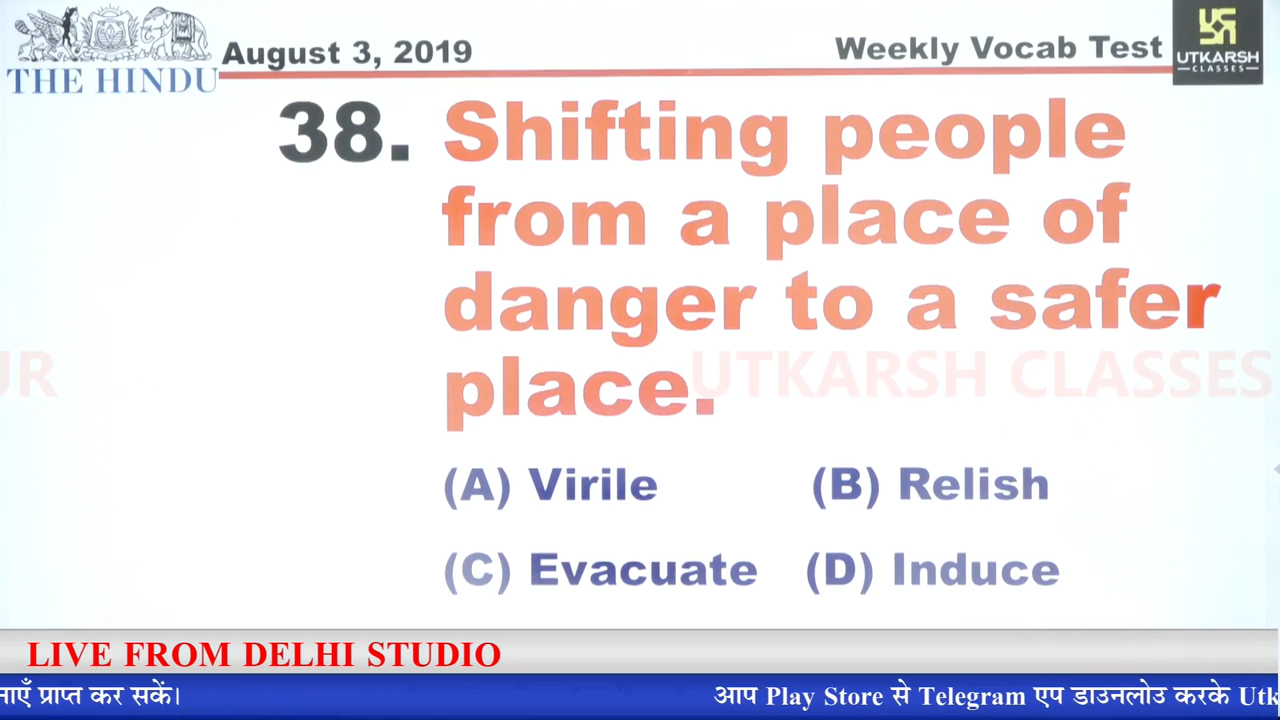 THE HINDU
August 3, 2019
Weekly Vocab Test
UTKARSH
CLASSES
38. Shifting people
from a place of
danger to a safer
place.
UR
UTKARSH CLASSES
(A) Virile
(B) Relish
(C) Evacuate
(D) Induce
LIVE FROM DELHI STUDIO
नाएँ प्राप्त कर सकें।
आप Play Store से Telegram एप डाउनलोउ करके Utk